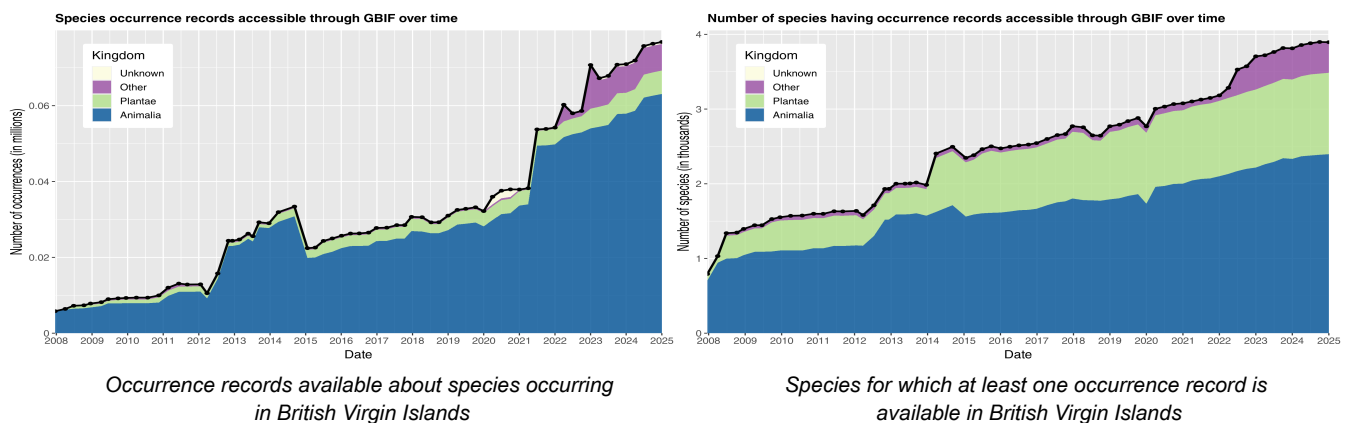 Species occurrence records accessible through GBIF over time
Number of occurrences (in millions)
Kingdom
Unknown
Other
Plantae
Animalia
0.06
0.04
0.02
0
2008 2009 2010 2011 2012 2013 2014 2015 2016 2017 2018 2019 2020 2021 2022 2023 2024 2025
Date
Occurrence records available about species occurring
in British Virgin Islands
Number of species having occurrence records accessible through GBIF over time
Number of species (in thousands)
Kingdom
Unknown
Other
Plantae
Animalia
4
3
2
1
0
2008 2009 2010 2011 2012 2013 2014 2015 2016 2017 2018 2019 2020 2021 2022 2023 2024 2025
Date
Species for which at least one occurrence record is
available in British Virgin Islands